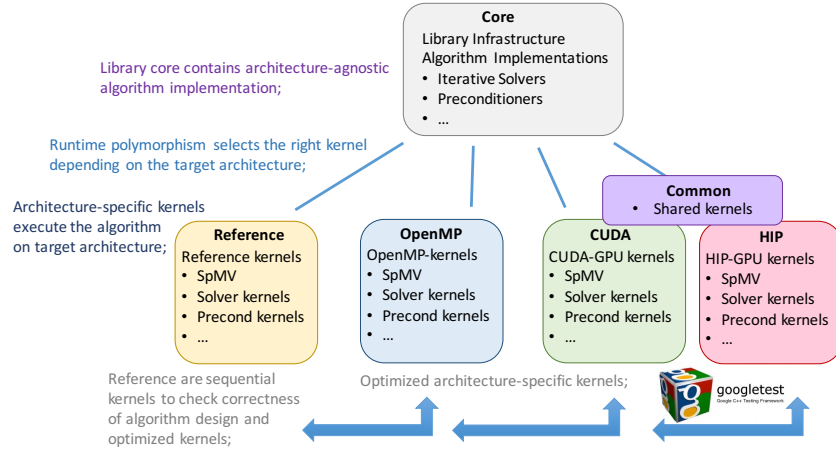 Core
Library Infrastructure
Algorithm Implementations
• Iterative Solvers
• Preconditioners
• ...
Library core contains architecture-agnostic
algorithm implementation;
Runtime polymorphism selects the right kernel
depending on the target architecture;
Architecture-specific kernels
execute the algorithm
on target architecture;
Common
• Shared kernels
Reference
Reference kernels
• SpMV
• Solver kernels
• Precond kernels
• ...
OpenMP
OpenMP-kernels
• SpMV
• Solver kernels
• Precond kernels
• ...
CUDA
CUDA-GPU kernels
• SpMV
• Solver kernels
• Precond kernels
• ...
HIP
HIP-GPU kernels
• SpMV
• Solver kernels
• Precond kernels
• ...
Reference are sequential
kernels to check correctness
of algorithm design and
optimized kernels;
Optimized architecture-specific kernels;
g
googletest
Google C++ Testing Framework